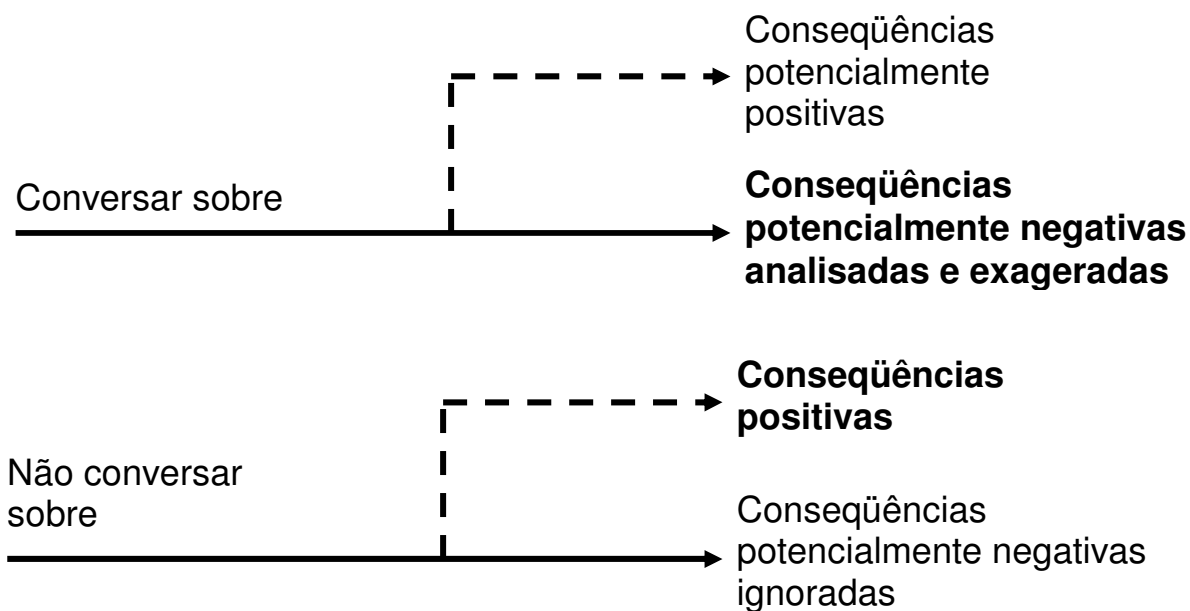 Conseqüências
potencialmente
positivas
Conversar sobre
Conseqüências
potencialmente negativas
analisadas e exageradas
Conseqüências
positivas
Não conversar
sobre
Conseqüências
potencialmente negativas
ignoradas